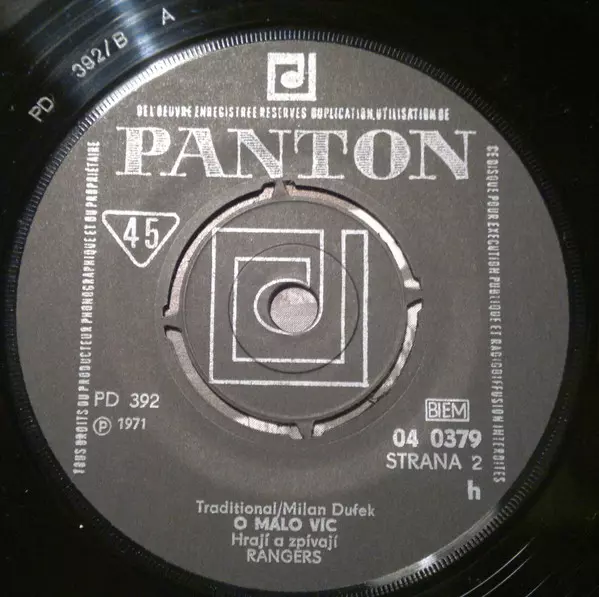 PD 392/B A
DE L'OEUVRE ENREGISTREE RESERVES DUPLICATION, UTILISATION DE
CE DISQUE POUR EXECUTION PUBLIQUE ET RADIODIFFUSION INTERDITES
TOUS DROITS DU PRODUCTEUR PHONOGRAPHIQUE ET DU PROPRIÉTAIRE
PANTON
45
PD 392
℗ 1971
BIEM
04 0379
STRANA 2
h
Traditional/Milan Dufek
O MÁLO VÍC
Hrají a zpívají
RANGERS